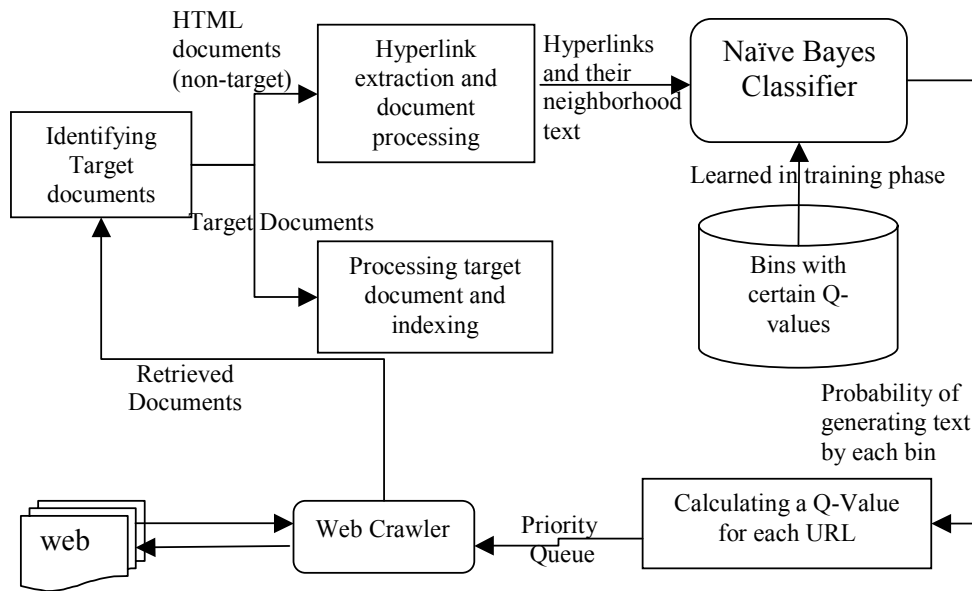 HTML
documents
(non-target)
Hyperlink
extraction and
document
processing
Hyperlinks
and their
neighborhood
text
Naïve Bayes
Classifier
Identifying
Target
documents
Learned in training phase
Target Documents
Processing target
document and
indexing
Bins with
certain Q-
values
Retrieved
Documents
Probability of
generating text
by each bin
web
Web Crawler
Priority
Queue
Calculating a Q-Value
for each URL